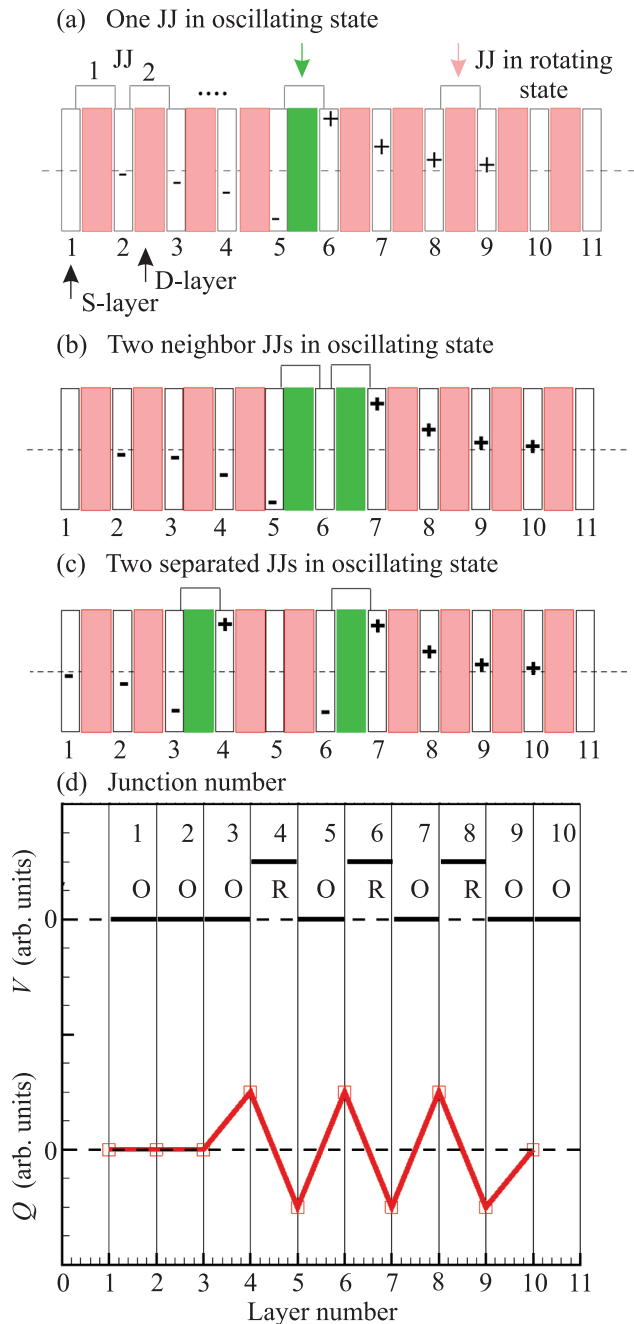 (a) One JJ in oscillating state
JJ
1 2 .... JJ in rotating
state
- - - - + + + +
1 2 3 4 5 6 7 8 9 10 11
S-layer D-layer
(b) Two neighbor JJs in oscillating state
- - - - + + + +
1 2 3 4 5 6 7 8 9 10 11
(c) Two separated JJs in oscillating state
- - - + - + + + +
1 2 3 4 5 6 7 8 9 10 11
(d) Junction number
1 2 3 4 5 6 7 8 9 10
O O O R O R O R O O
0
V (arb. units)
0
Q (arb. units)
0 1 2 3 4 5 6 7 8 9 10 11
Layer number